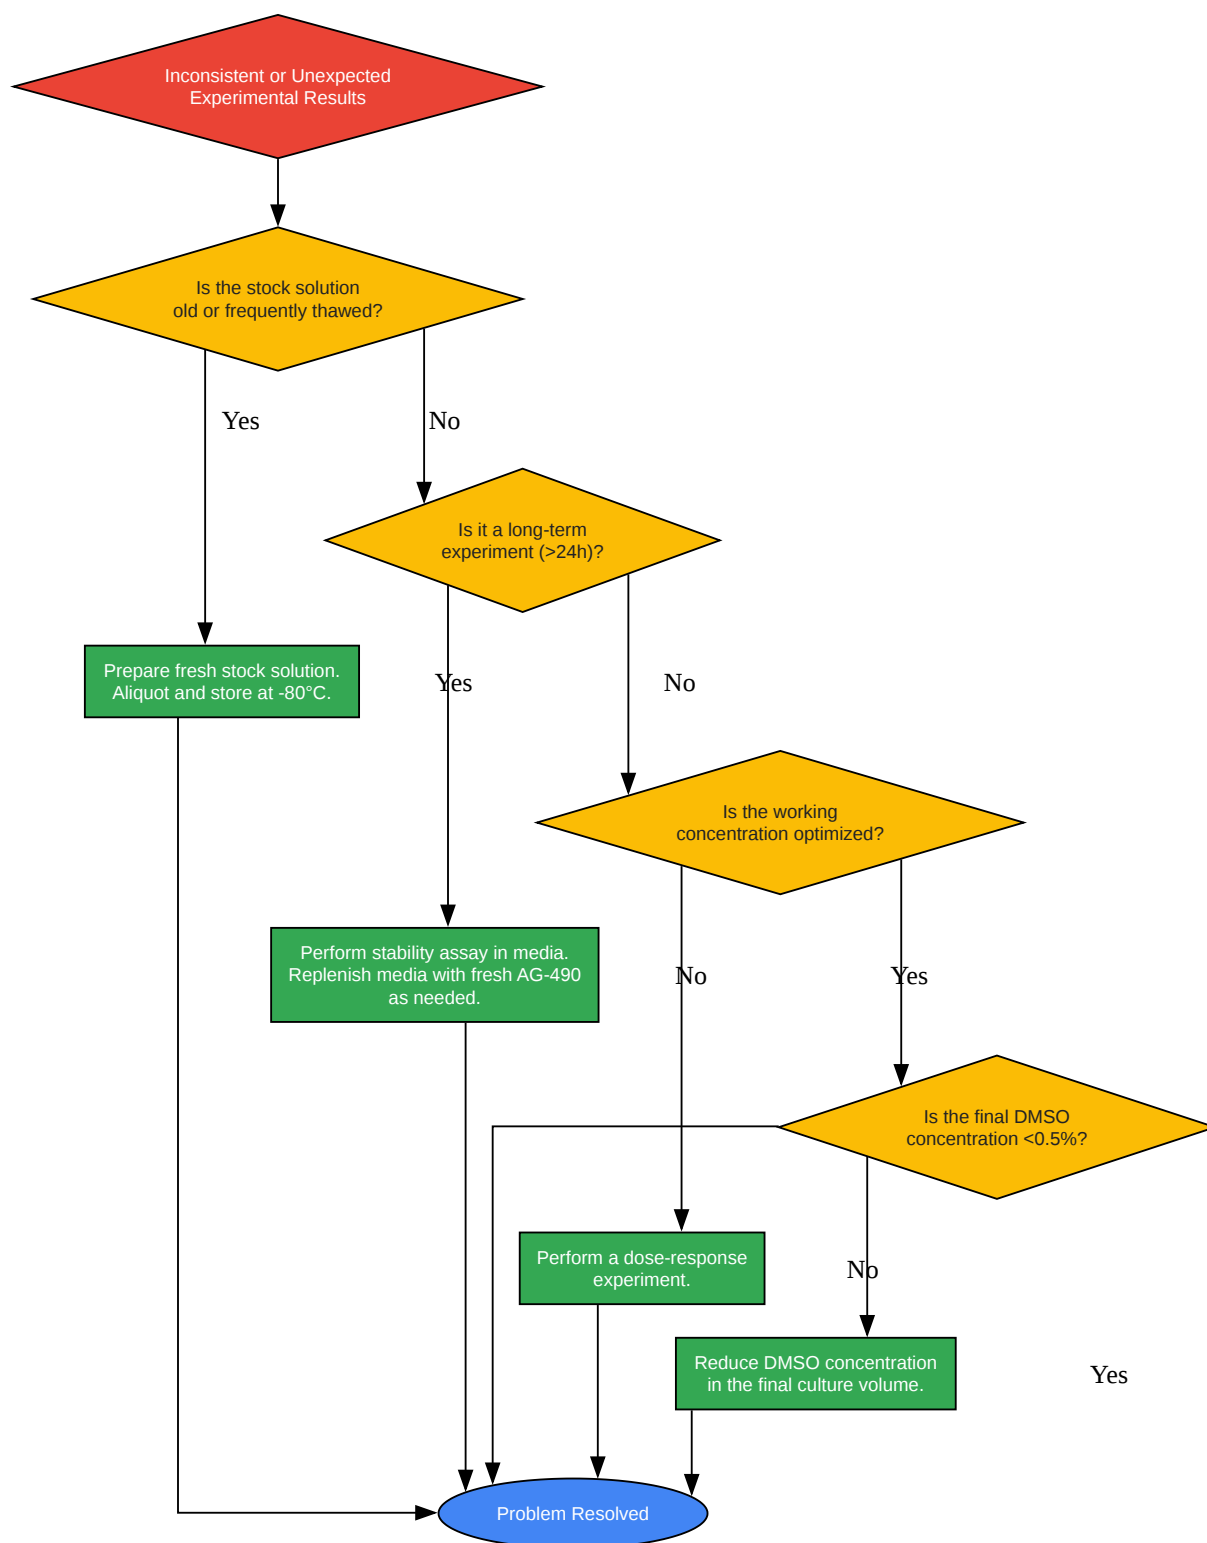 Inconsistent or Unexpected
Experimental Results
Is the stock solution
old or frequently thawed?
Yes
No
Is it a long-term
experiment (>24h)?
Prepare fresh stock solution.
Aliquot and store at -80°C.
Yes
No
Is the working
concentration optimized?
Perform stability assay in media.
Replenish media with fresh AG-490
as needed.
No
Yes
Is the final DMSO
concentration <0.5%?
Perform a dose-response
experiment.
No
Reduce DMSO concentration
in the final culture volume.
Yes
Problem Resolved